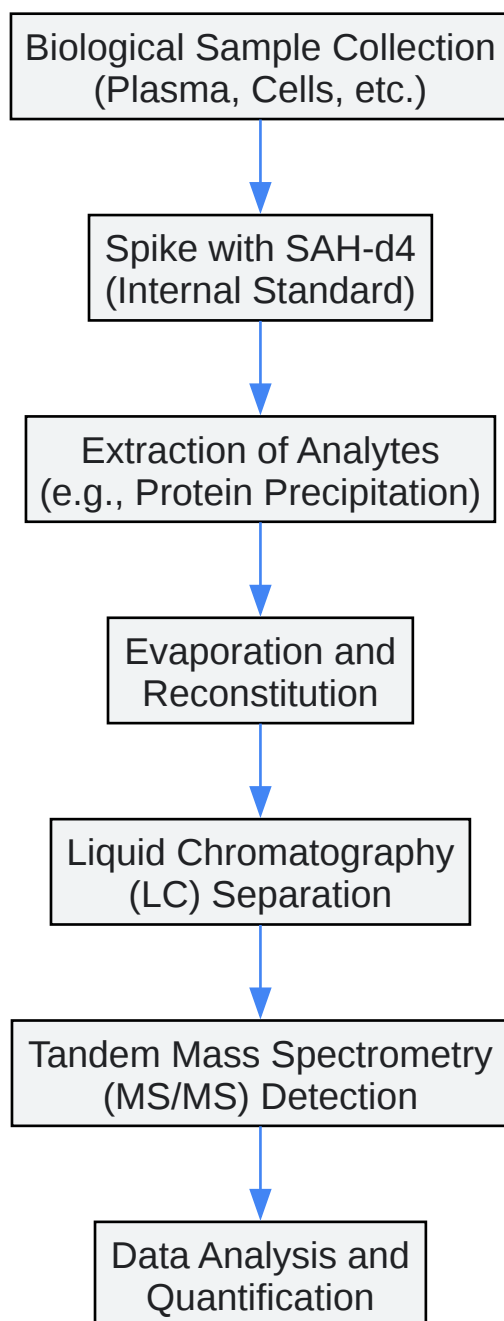 Biological Sample Collection
(Plasma, Cells, etc.)
Spike with SAH-d4
(Internal Standard)
Extraction of Analytes
(e.g., Protein Precipitation)
Evaporation and
Reconstitution
Liquid Chromatography
(LC) Separation
Tandem Mass Spectrometry
(MS/MS) Detection
Data Analysis and
Quantification